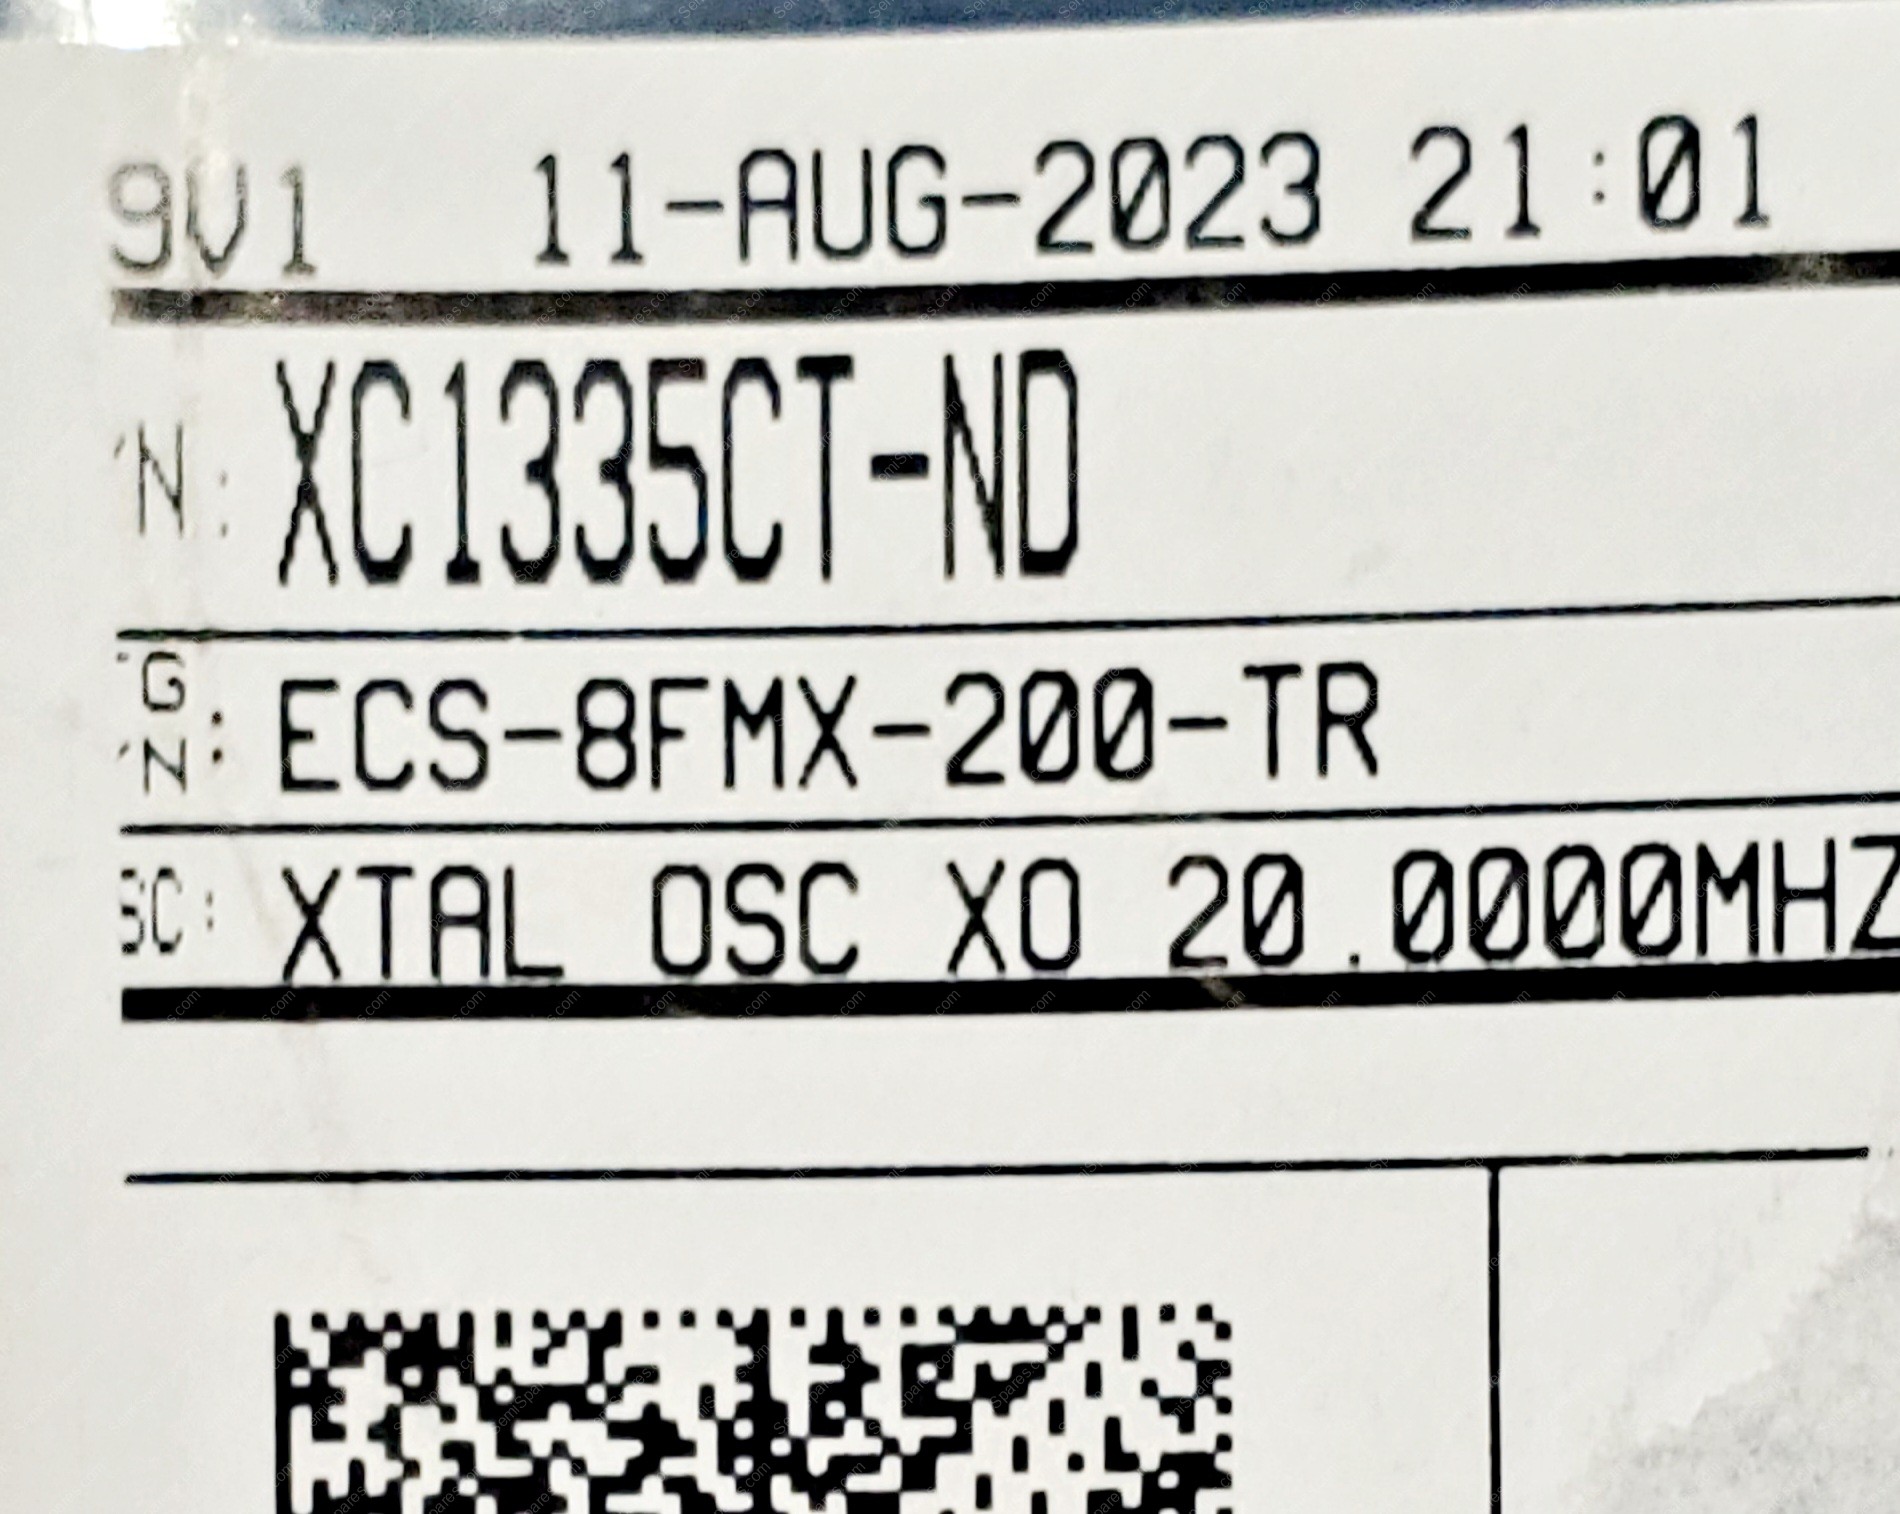 9V1 11-AUG-2023 21:01
'N: XC1335CT-ND
'G
'N: ECS-8FMX-200-TR
SC: XTAL OSC XO 20.0000MHZ